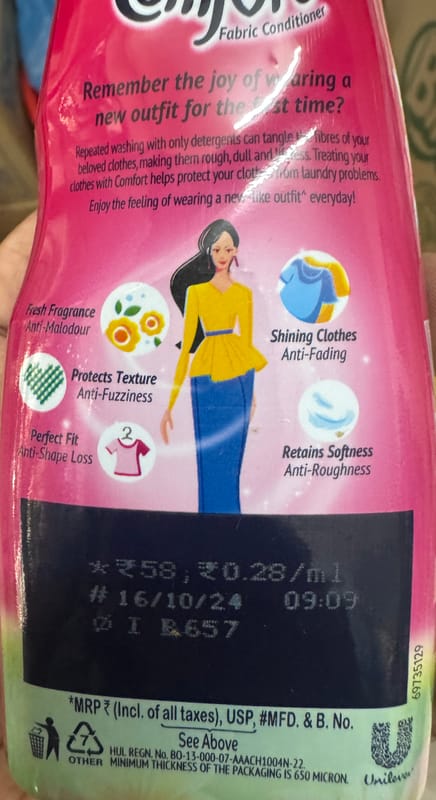 Comfort
Fabric Conditioner
Remember the joy of wearing a
new outfit for the first time?
Repeated washing with only detergents can tangle the fibres of your
beloved clothes, making them rough, dull and lifeless. Treating your
clothes with Comfort helps protect your clothes from laundry problems.
Enjoy the feeling of wearing a new-like outfit^ everyday!
Fresh Fragrance
Anti-Malodour
Shining Clothes
Anti-Fading
Protects Texture
Anti-Fuzziness
Perfect Fit
Anti-Shape Loss
Retains Softness
Anti-Roughness
*₹58, ₹0.28/ml
# 16/10/24 09:09
I B657
69735129
*MRP ₹ (Incl. of all taxes), USP, #MFD. & B. No.
See Above
OTHER
HUL REGN. No. BO-13-000-07-AAACH1004N-22.
MINIMUM THICKNESS OF THE PACKAGING IS 650 MICRON.
Unilever